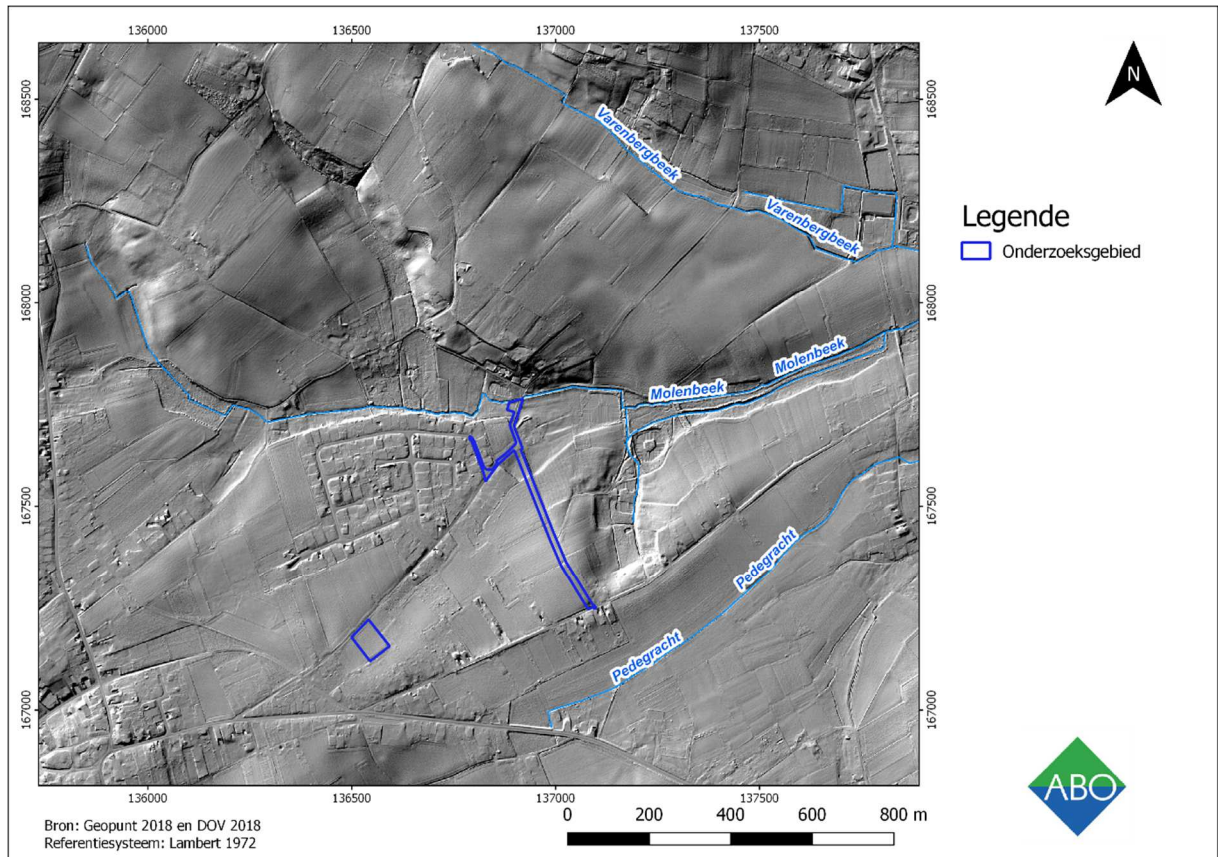 136000
136500
137000
137500
168500
168500
N
Varenbergbeek
Varenbergbeek
Legende
Onderzoeksgebied
168000
168000
Molenbeek
Molenbeek
167500
167500
Pedegracht
Pedegracht
167000
167000
136000
136500
137000
137500
ABO
Bron: Geopunt 2018 en DOV 2018
Referentiesysteem: Lambert 1972
0 200 400 600 800 m